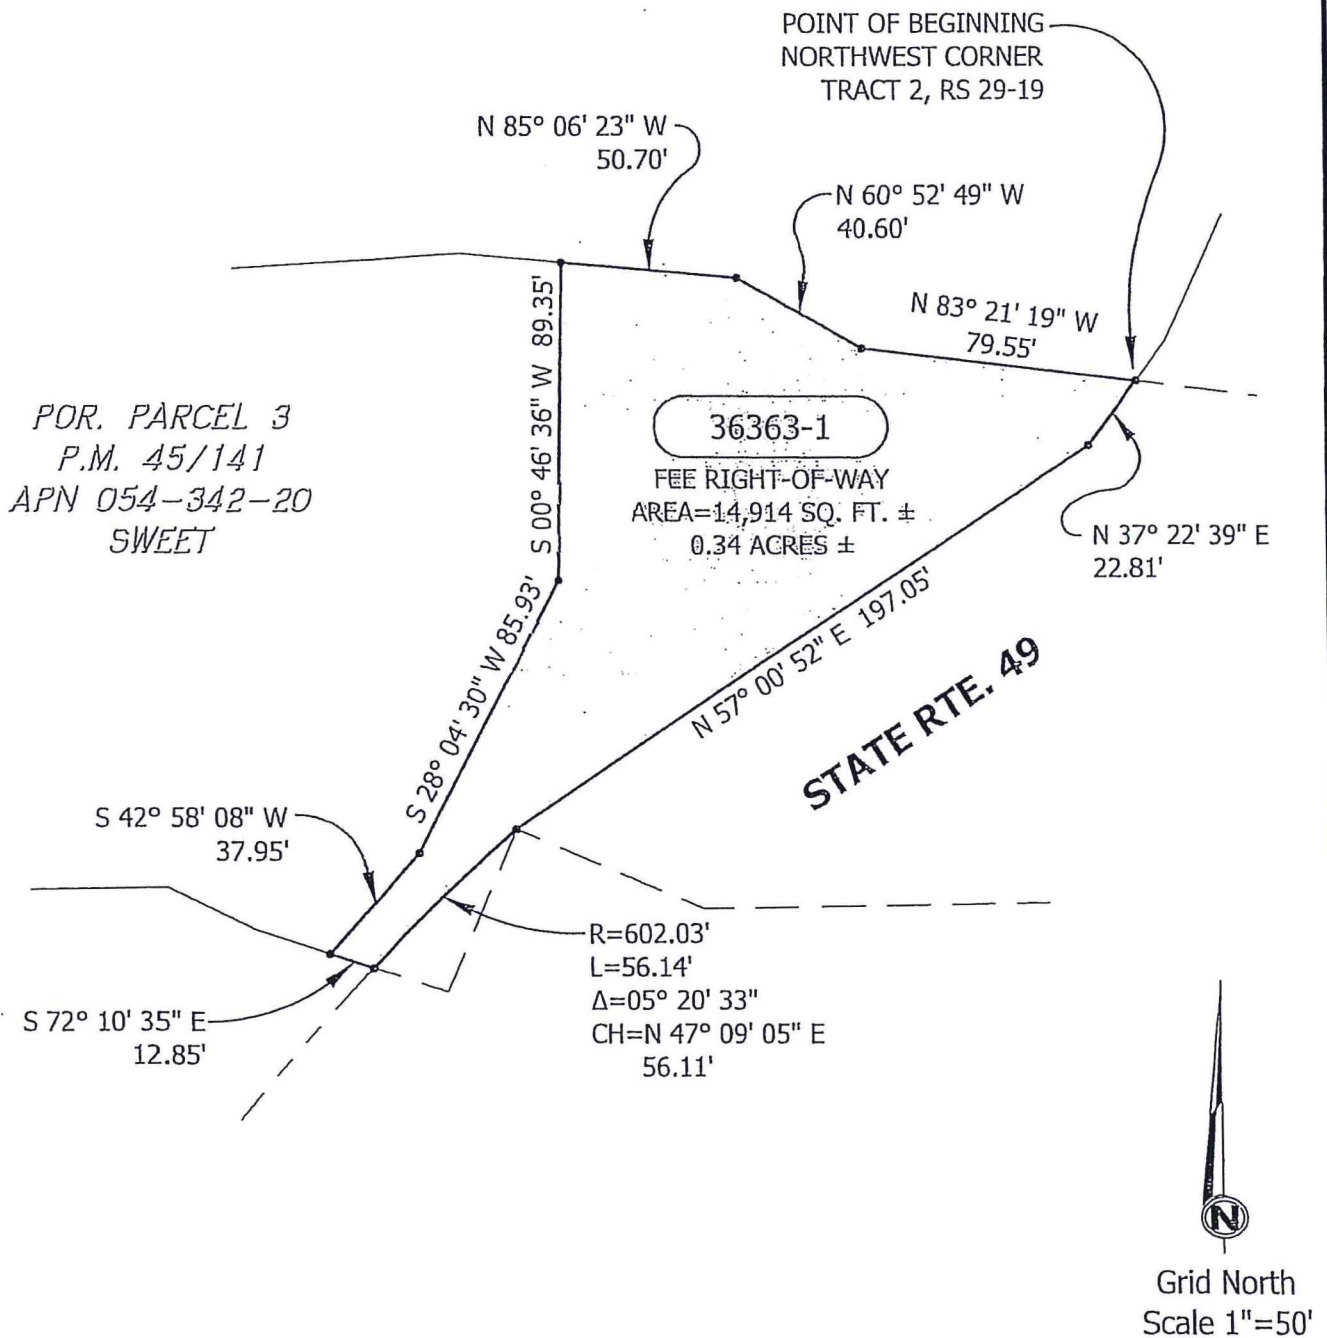 POINT OF BEGINNING
NORTHWEST CORNER
TRACT 2, RS 29-19
N 85° 06' 23" W
50.70'
N 60° 52' 49" W
40.60'
N 83° 21' 19" W
79.55'
S 00° 46' 36" W 89.35'
POR. PARCEL 3
P.M. 45/141
APN 054-342-20
SWEET
36363-1
FEE RIGHT-OF-WAY
AREA=14,914 SQ. FT. ±
0.34 ACRES ±
N 37° 22' 39" E
22.81'
N 57° 00' 52" E 197.05'
STATE RTE. 49
S 28° 04' 30" W 85.93'
S 42° 58' 08" W
37.95'
R=602.03'
L=56.14'
Δ=05° 20' 33"
CH=N 47° 09' 05" E
56.11'
S 72° 10' 35" E
12.85'
N
Grid North
Scale 1"=50'